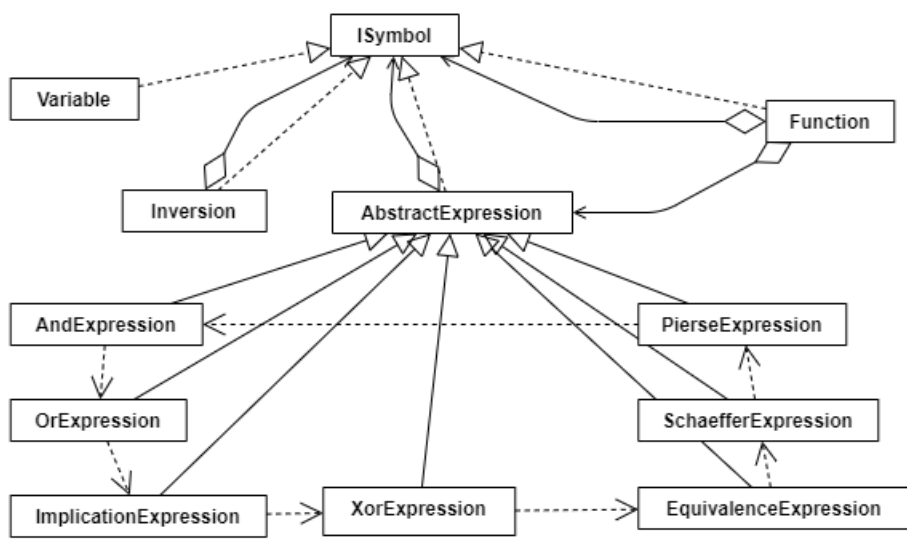 ISymbol
Variable
Function
Inversion
AbstractExpression
AndExpression
PierseExpression
OrExpression
SchaefferExpression
ImplicationExpression
XorExpression
EquivalenceExpression